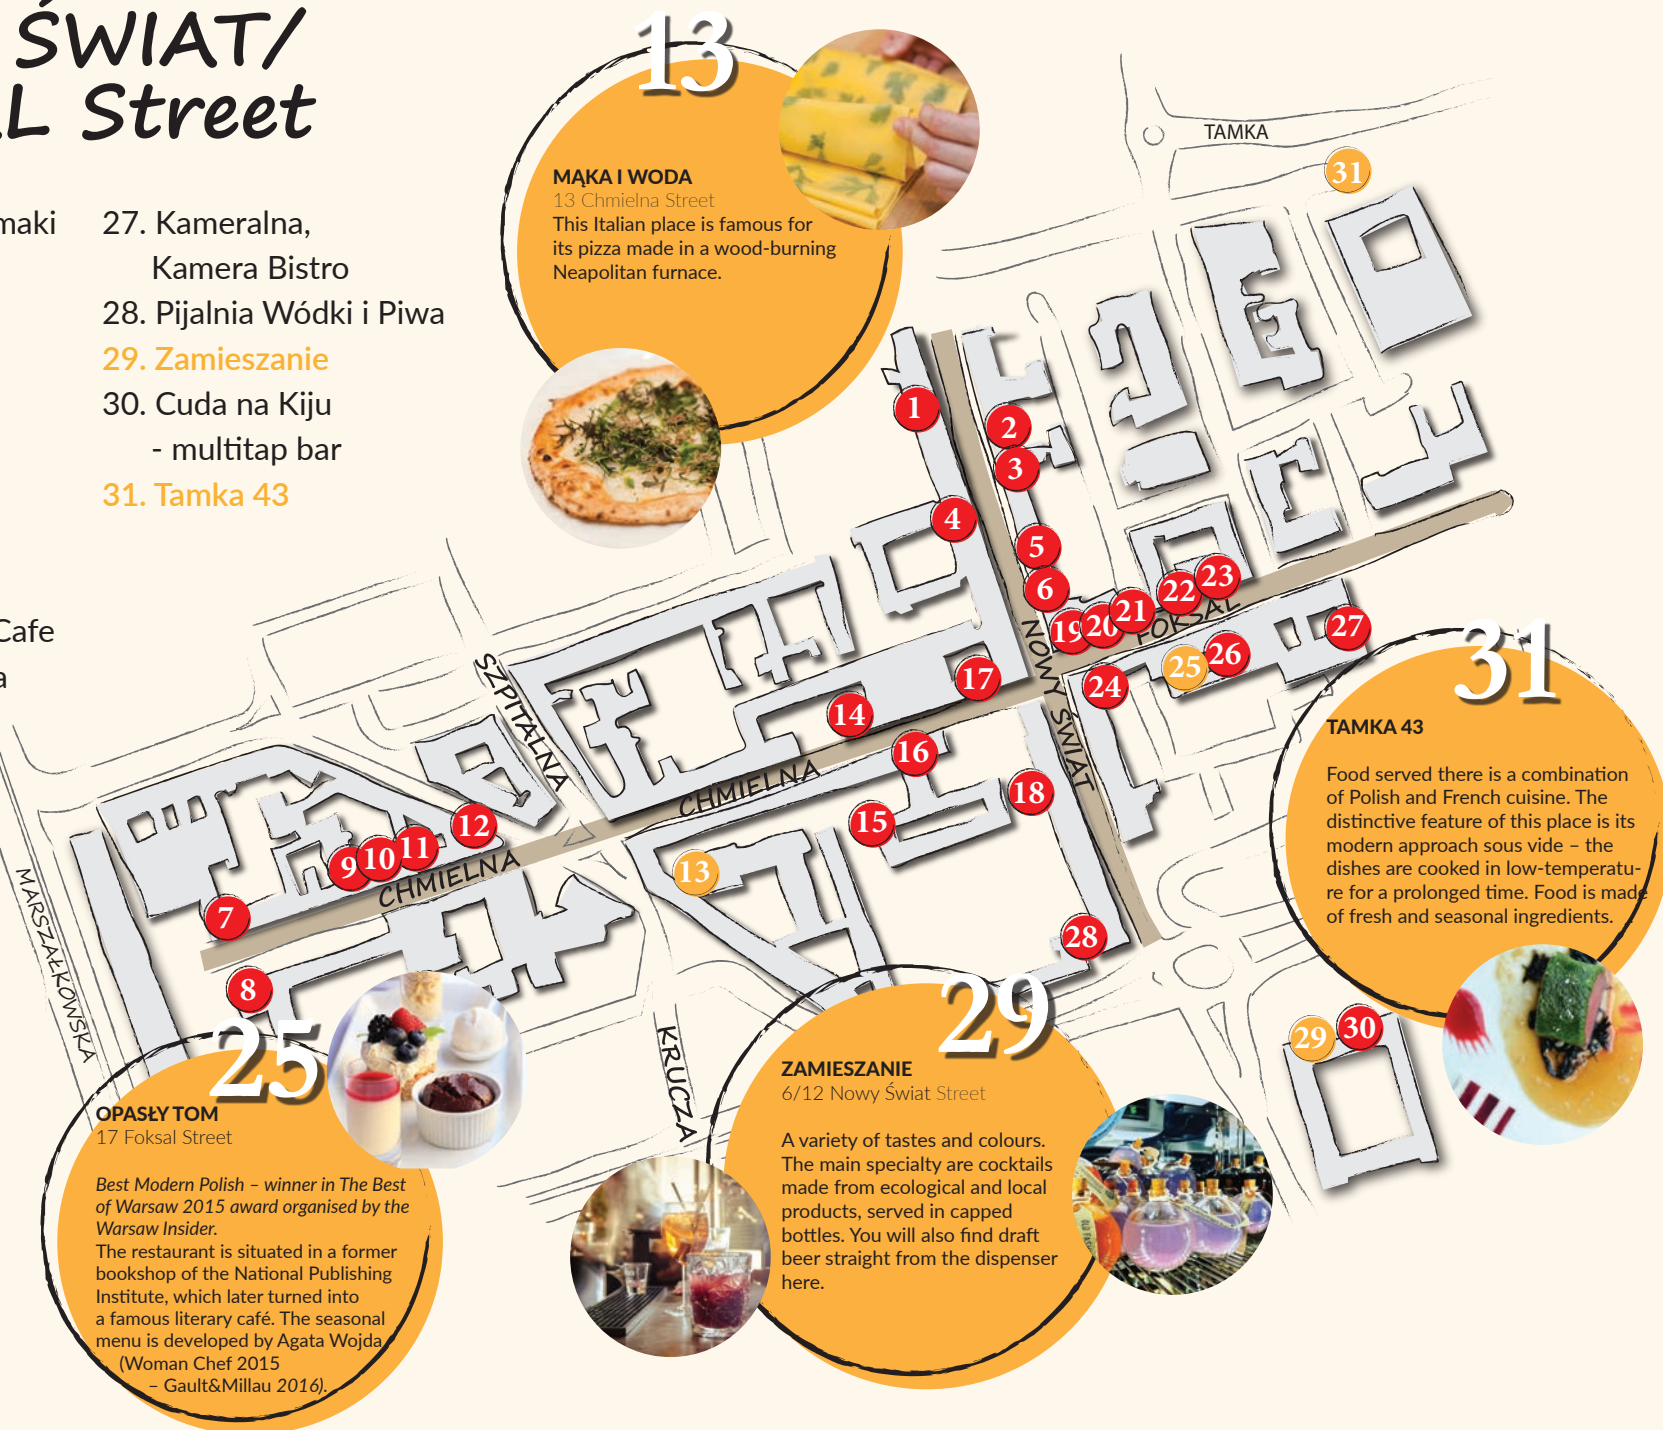 ŚWIAT/
L Street
maki
27. Kameralna,
Kamera Bistro
28. Pijalnia Wódki i Piwa
29. Zamieszanie
30. Cuda na Kiju
- multitap bar
31. Tamka 43
Cafe
a
13
MĄKA I WODA
13 Chmielna Street
This Italian place is famous for
its pizza made in a wood-burning
Neapolitan furnace.
TAMKA
31
1
2
3
4
5
6
19
20
21
22
23
FOKSAL
NOWY ŚWIAT
24
25
26
27
17
14
16
15
18
SZPITALNA
CHMIELNA
12
11
10
9
CHMIELNA
7
8
13
28
MARSZAŁKOWSKA
KRUCZA
29
30
31
TAMKA 43
Food served there is a combination
of Polish and French cuisine. The
distinctive feature of this place is its
modern approach sous vide – the
dishes are cooked in low-temperatu-
re for a prolonged time. Food is made
of fresh and seasonal ingredients.
25
OPASŁY TOM
17 Foksal Street
Best Modern Polish – winner in The Best
of Warsaw 2015 award organised by the
Warsaw Insider.
The restaurant is situated in a former
bookshop of the National Publishing
Institute, which later turned into
a famous literary café. The seasonal
menu is developed by Agata Wojda
(Woman Chef 2015
– Gault&Millau 2016).
29
ZAMIESZANIE
6/12 Nowy Świat Street
A variety of tastes and colours.
The main specialty are cocktails
made from ecological and local
products, served in capped
bottles. You will also find draft
beer straight from the dispenser
here.